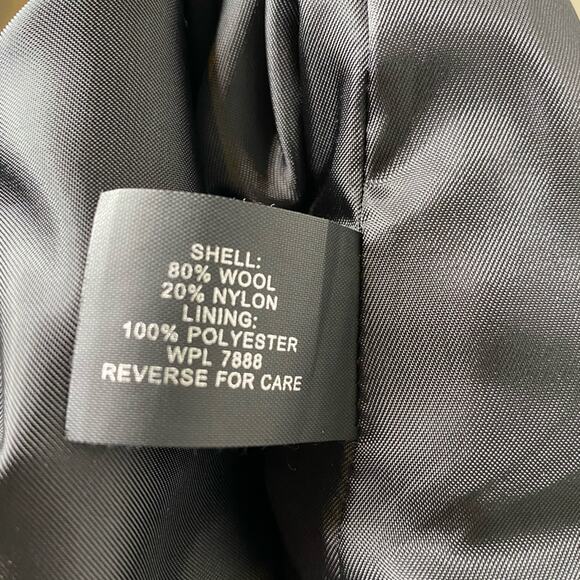 SHELL:
80% WOOL
20% NYLON
LINING:
100% POLYESTER
WPL 7888
REVERSE FOR CARE